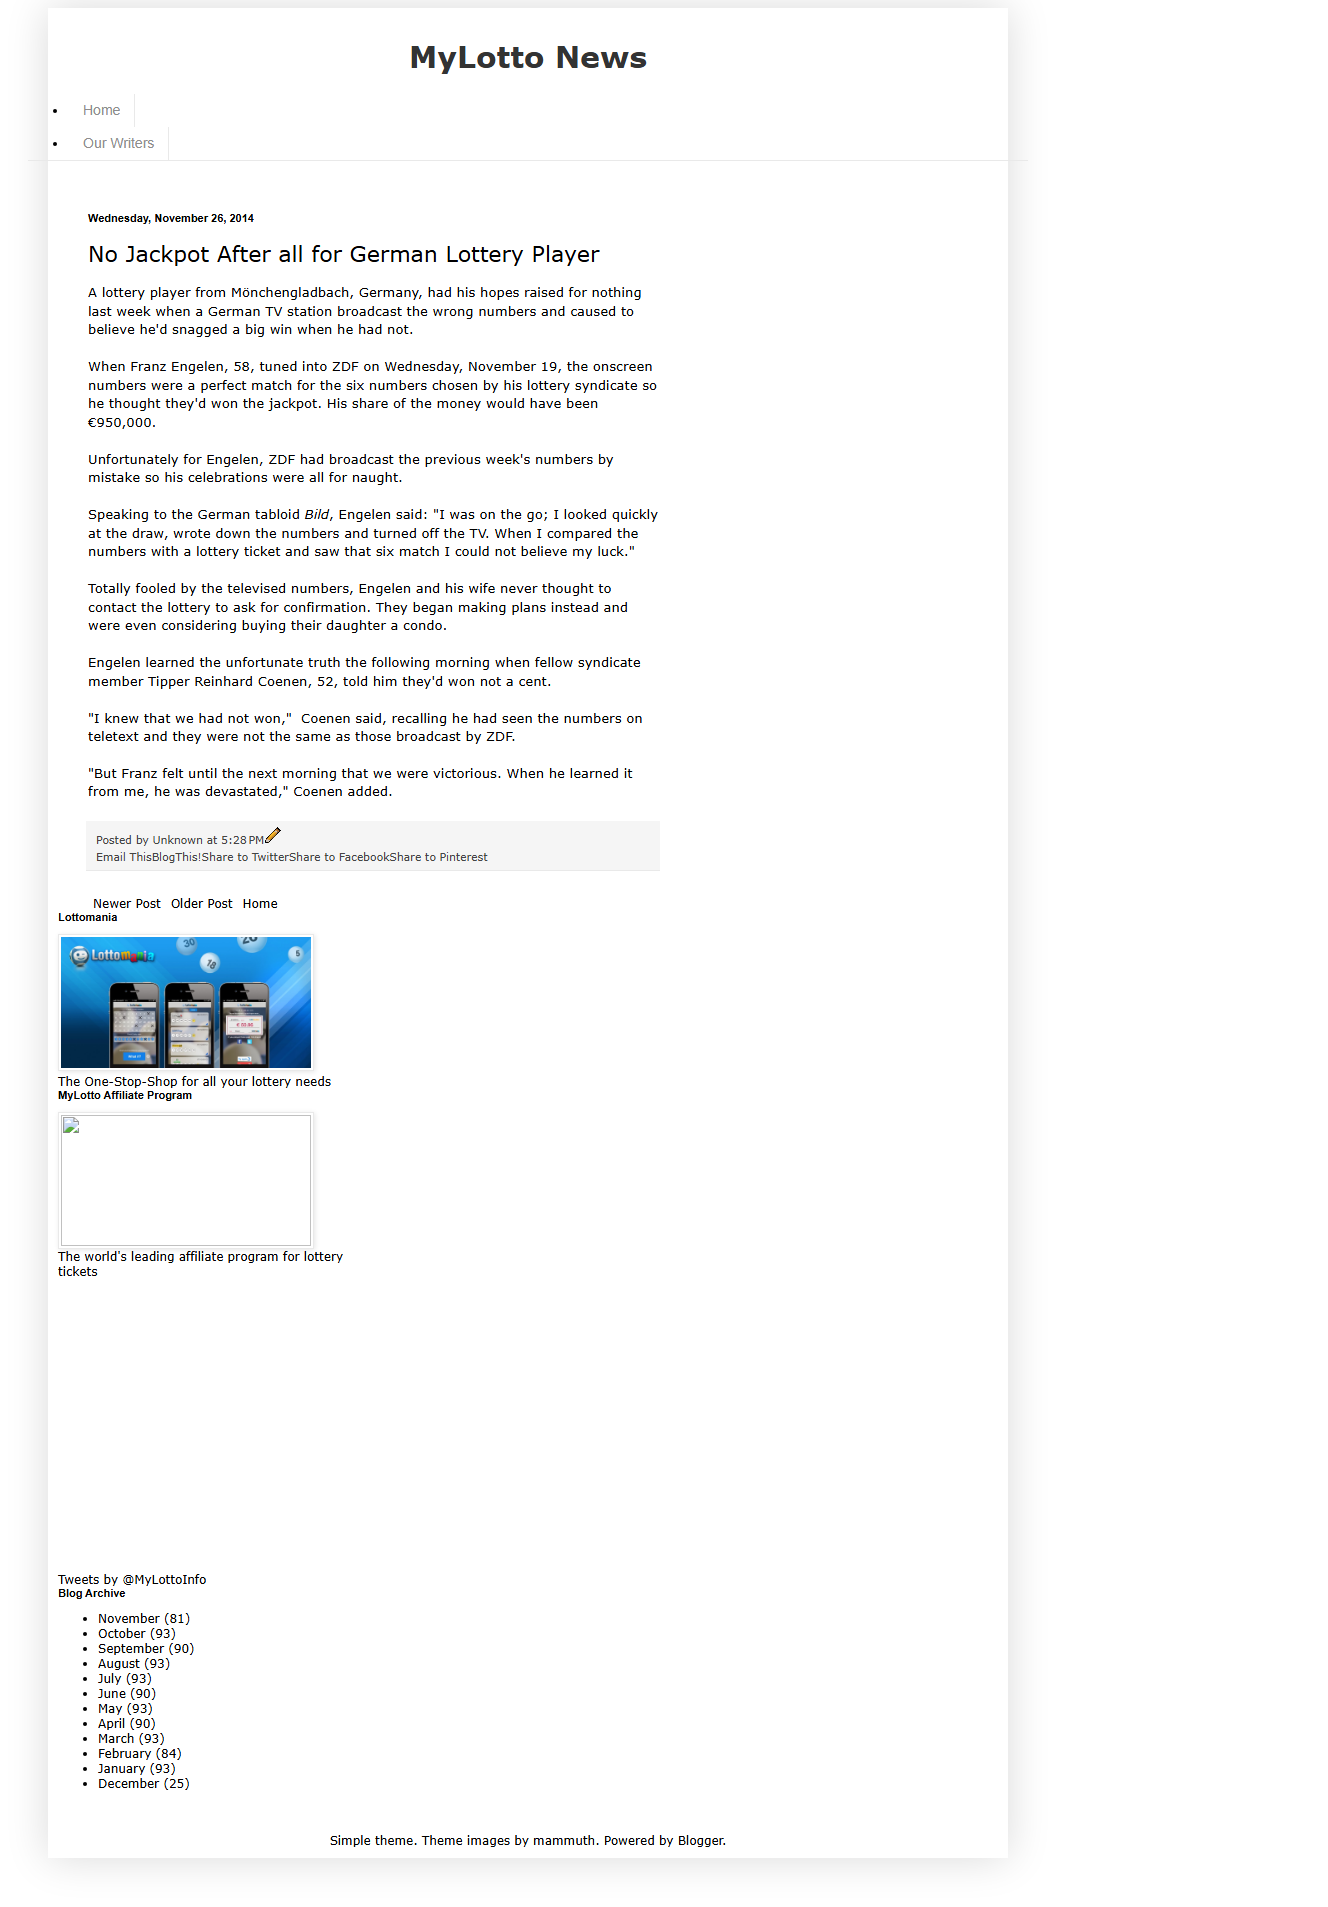 MyLotto News
Home
Our Writers
Wednesday, November 26, 2014
No Jackpot After all for German Lottery Player
A lottery player from Mönchengladbach, Germany, had his hopes raised for nothing
last week when a German TV station broadcast the wrong numbers and caused to
believe he'd snagged a big win when he had not.
When Franz Engelen, 58, tuned into ZDF on Wednesday, November 19, the onscreen
numbers were a perfect match for the six numbers chosen by his lottery syndicate so
he thought they'd won the jackpot. His share of the money would have been
€950,000.
Unfortunately for Engelen, ZDF had broadcast the previous week's numbers by
mistake so his celebrations were all for naught.
Speaking to the German tabloid Bild, Engelen said: "I was on the go; I looked quickly
at the draw, wrote down the numbers and turned off the TV. When I compared the
numbers with a lottery ticket and saw that six match I could not believe my luck."
Totally fooled by the televised numbers, Engelen and his wife never thought to
contact the lottery to ask for confirmation. They began making plans instead and
were even considering buying their daughter a condo.
Engelen learned the unfortunate truth the following morning when fellow syndicate
member Tipper Reinhard Coenen, 52, told him they'd won not a cent.
"I knew that we had not won,"  Coenen said, recalling he had seen the numbers on
teletext and they were not the same as those broadcast by ZDF.
"But Franz felt until the next morning that we were victorious. When he learned it
from me, he was devastated," Coenen added.
Posted by Unknown at 5:28 PM
Email ThisBlogThis!Share to TwitterShare to FacebookShare to Pinterest
Newer Post Older Post Home
Lottomania
30 20
Lottomania 18 5
The One-Stop-Shop for all your lottery needs
MyLotto Affiliate Program
The world's leading affiliate program for lottery
tickets
Tweets by @MyLottoInfo
Blog Archive
November (81)
October (93)
September (90)
August (93)
July (93)
June (90)
May (93)
April (90)
March (93)
February (84)
January (93)
December (25)
Simple theme. Theme images by mammuth. Powered by Blogger.